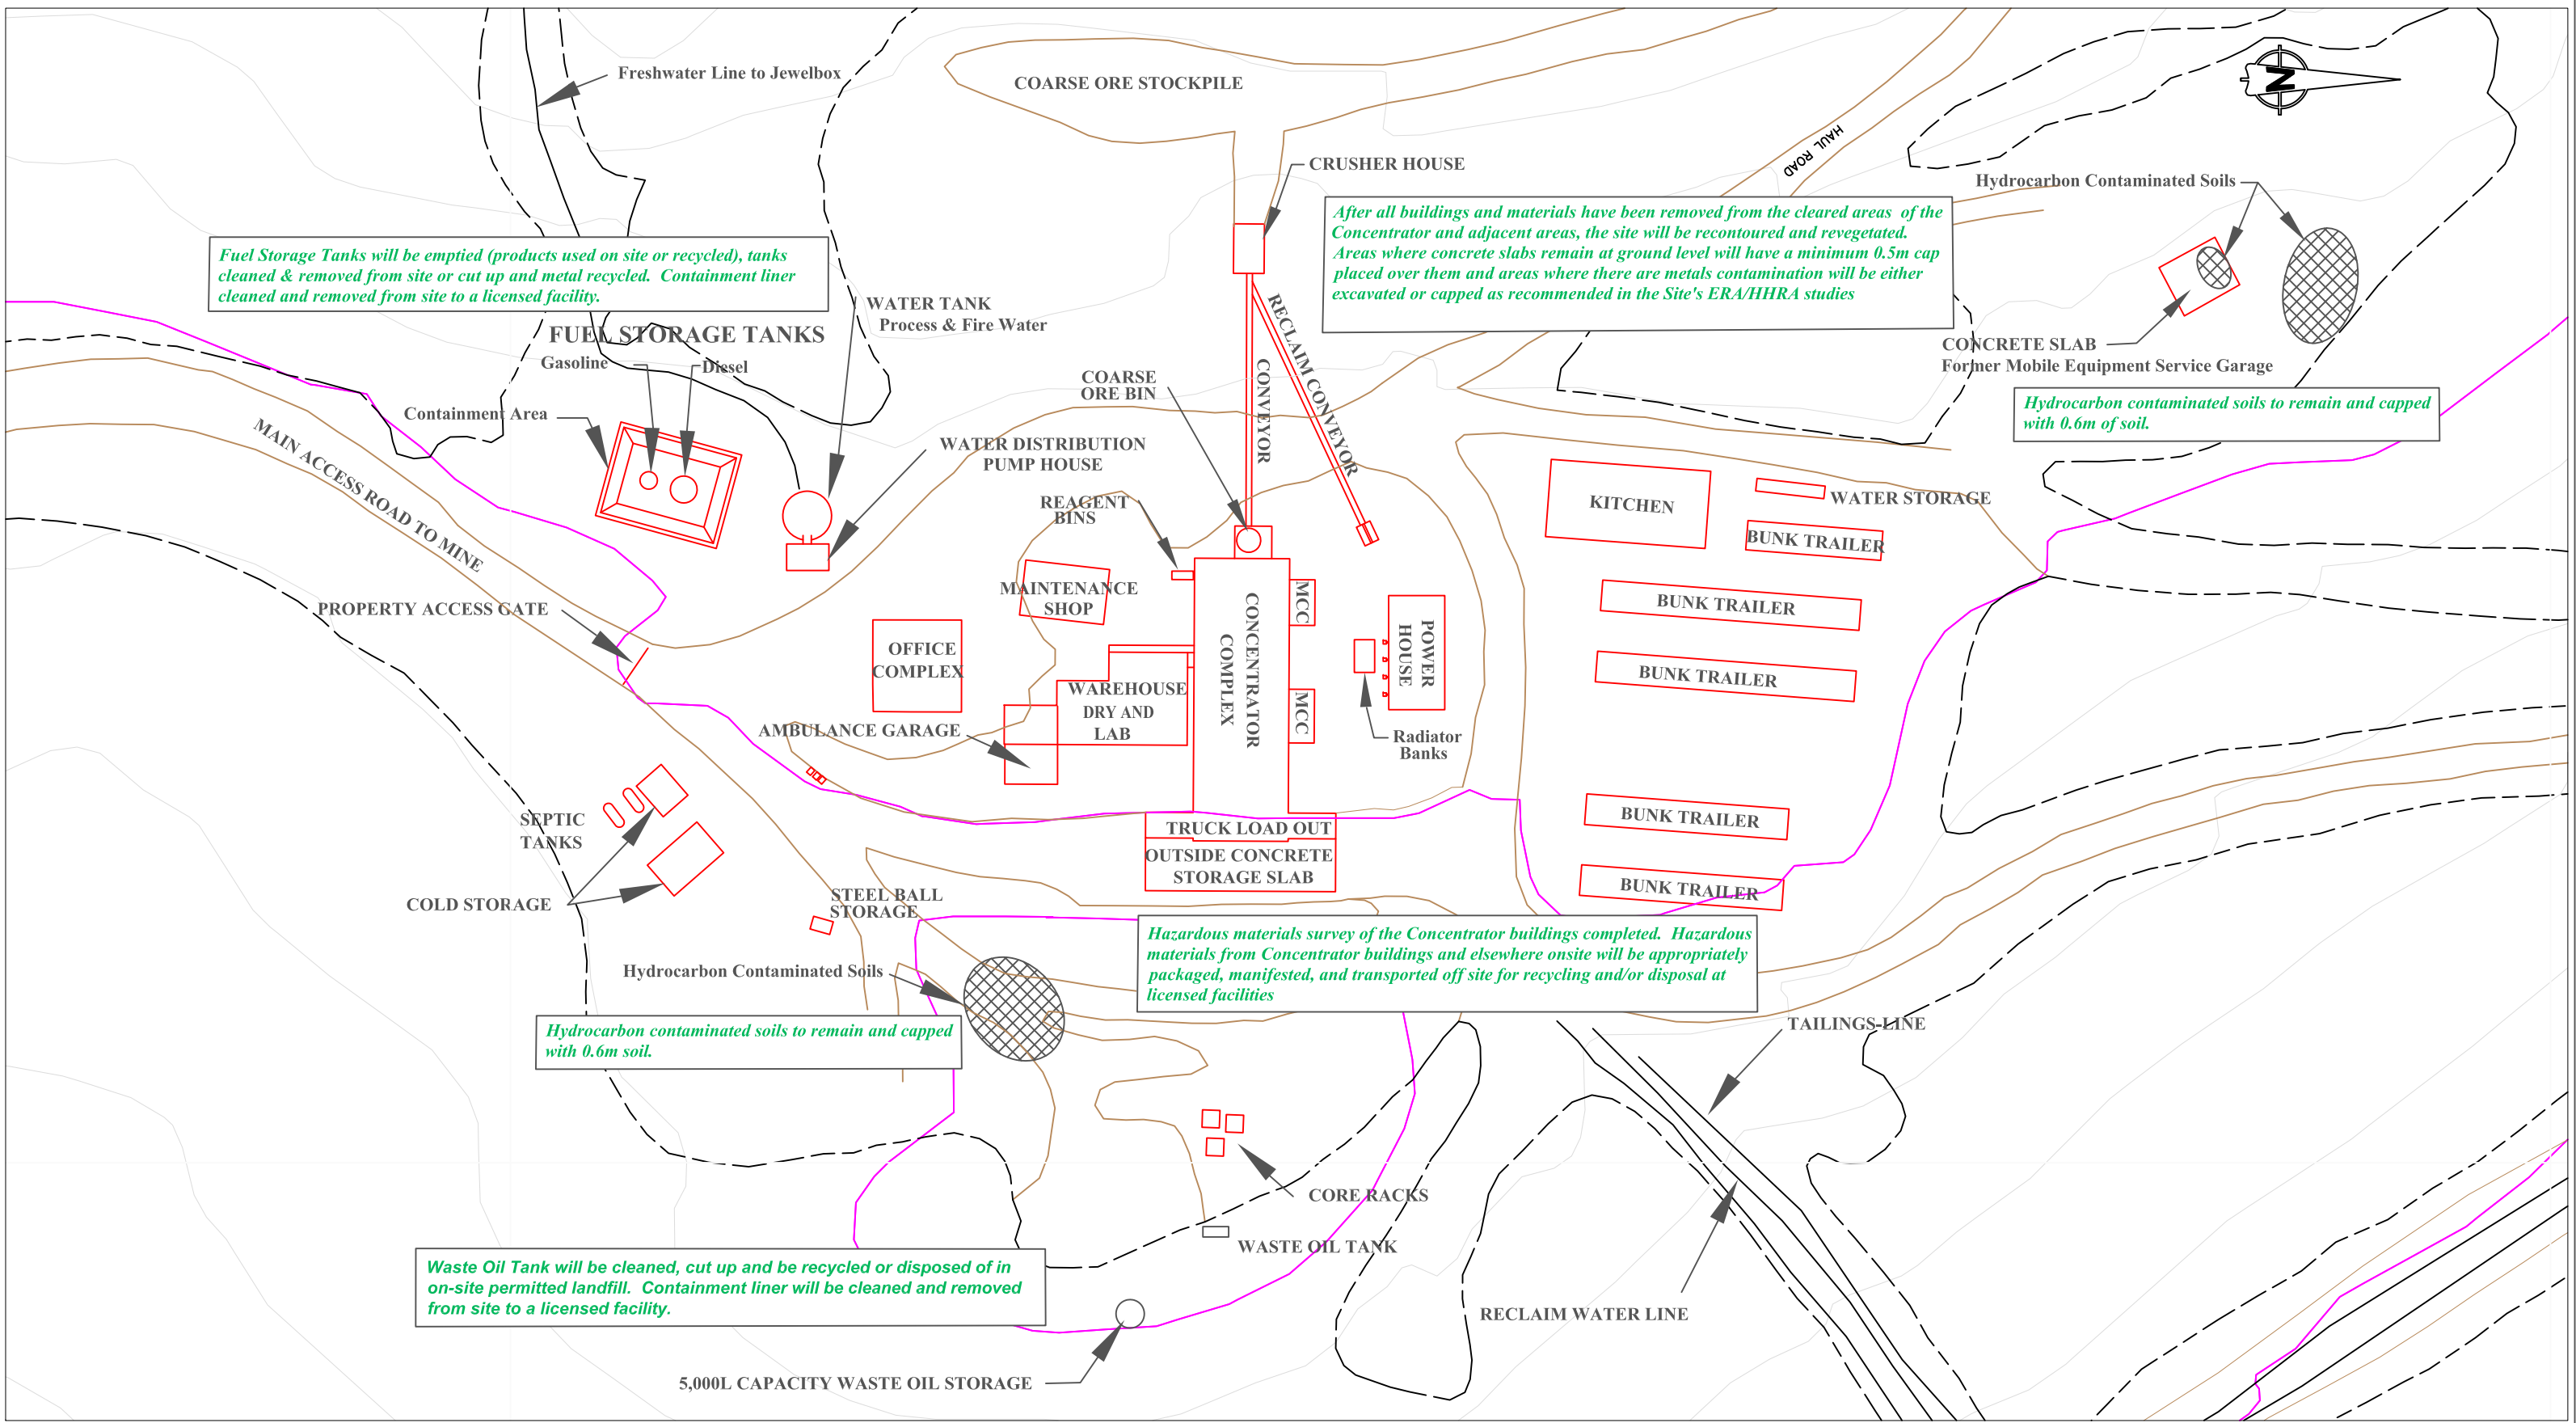 Freshwater Line to Jewelbox
COARSE ORE STOCKPILE
N
HAUL ROAD
CRUSHER HOUSE
Hydrocarbon Contaminated Soils
After all buildings and materials have been removed from the cleared areas of the
Concentrator and adjacent areas, the site will be recontoured and revegetated.
Areas where concrete slabs remain at ground level will have a minimum 0.5m cap
placed over them and areas where there are metals contamination will be either
excavated or capped as recommended in the Site's ERA/HHRA studies
Fuel Storage Tanks will be emptied (products used on site or recycled), tanks
cleaned & removed from site or cut up and metal recycled. Containment liner
cleaned and removed from site to a licensed facility.
WATER TANK
Process & Fire Water
FUEL STORAGE TANKS
Gasoline
Diesel
Containment Area
CONCRETE SLAB
Former Mobile Equipment Service Garage
Hydrocarbon contaminated soils to remain and capped
with 0.6m of soil.
COARSE
ORE BIN
CONVEYOR
RECLAIM CONVEYOR
WATER DISTRIBUTION
PUMP HOUSE
MAIN ACCESS ROAD TO MINE
REAGENT
BINS
KITCHEN
WATER STORAGE
BUNK TRAILER
MAINTENANCE
SHOP
MCC
CONCENTRATOR
COMPLEX
POWER
HOUSE
BUNK TRAILER
PROPERTY ACCESS GATE
OFFICE
COMPLEX
WAREHOUSE
DRY AND
LAB
MCC
BUNK TRAILER
AMBULANCE GARAGE
Radiator
Banks
SEPTIC
TANKS
TRUCK LOAD OUT
BUNK TRAILER
OUTSIDE CONCRETE
STORAGE SLAB
BUNK TRAILER
COLD STORAGE
STEEL BALL
STORAGE
Hazardous materials survey of the Concentrator buildings completed. Hazardous
materials from Concentrator buildings and elsewhere onsite will be appropriately
packaged, manifested, and transported off site for recycling and/or disposal at
licensed facilities
Hydrocarbon Contaminated Soils
Hydrocarbon contaminated soils to remain and capped
with 0.6m soil.
TAILINGS-LINE
CORE RACKS
WASTE OIL TANK
Waste Oil Tank will be cleaned, cut up and be recycled or disposed of in
on-site permitted landfill. Containment liner will be cleaned and removed
from site to a licensed facility.
RECLAIM WATER LINE
5,000L CAPACITY WASTE OIL STORAGE